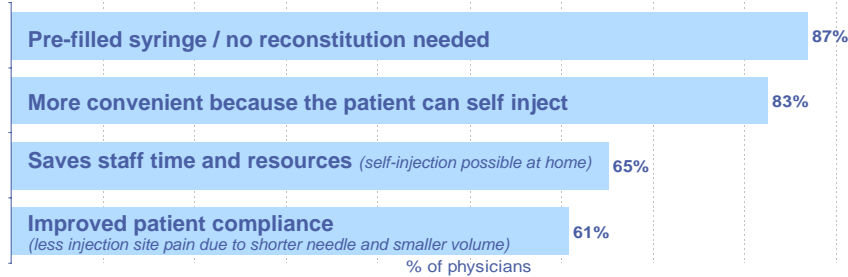 Pre-filled syringe / no reconstitution needed 87%
More convenient because the patient can self inject 83%
Saves staff time and resources (self-injection possible at home) 65%
Improved patient compliance
(less injection site pain due to shorter needle and smaller volume) 61%
% of physicians